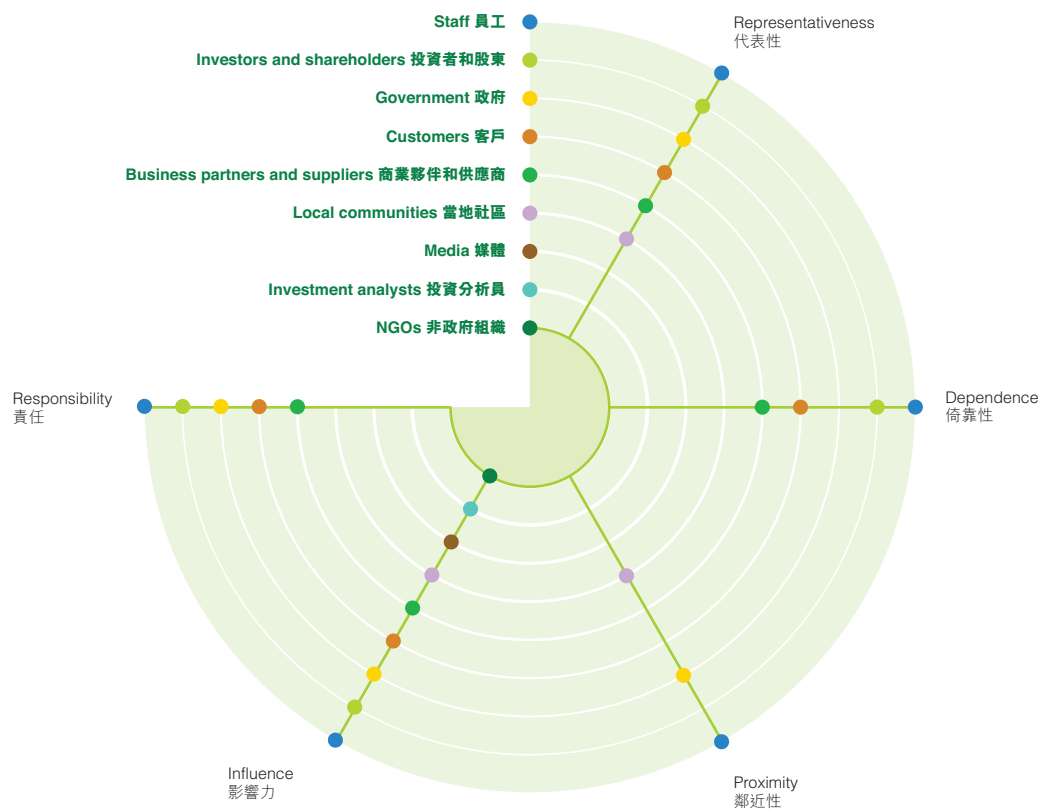 Staff 員工
Investors and shareholders 投資者和股東
Government 政府
Customers 客戶
Business partners and suppliers 商業夥伴和供應商
Local communities 當地社區
Media 媒體
Investment analysts 投資分析員
NGOs 非政府組織
Representativeness
代表性
Responsibility
責任
Dependence
倚靠性
Influence
影響力
Proximity
鄰近性